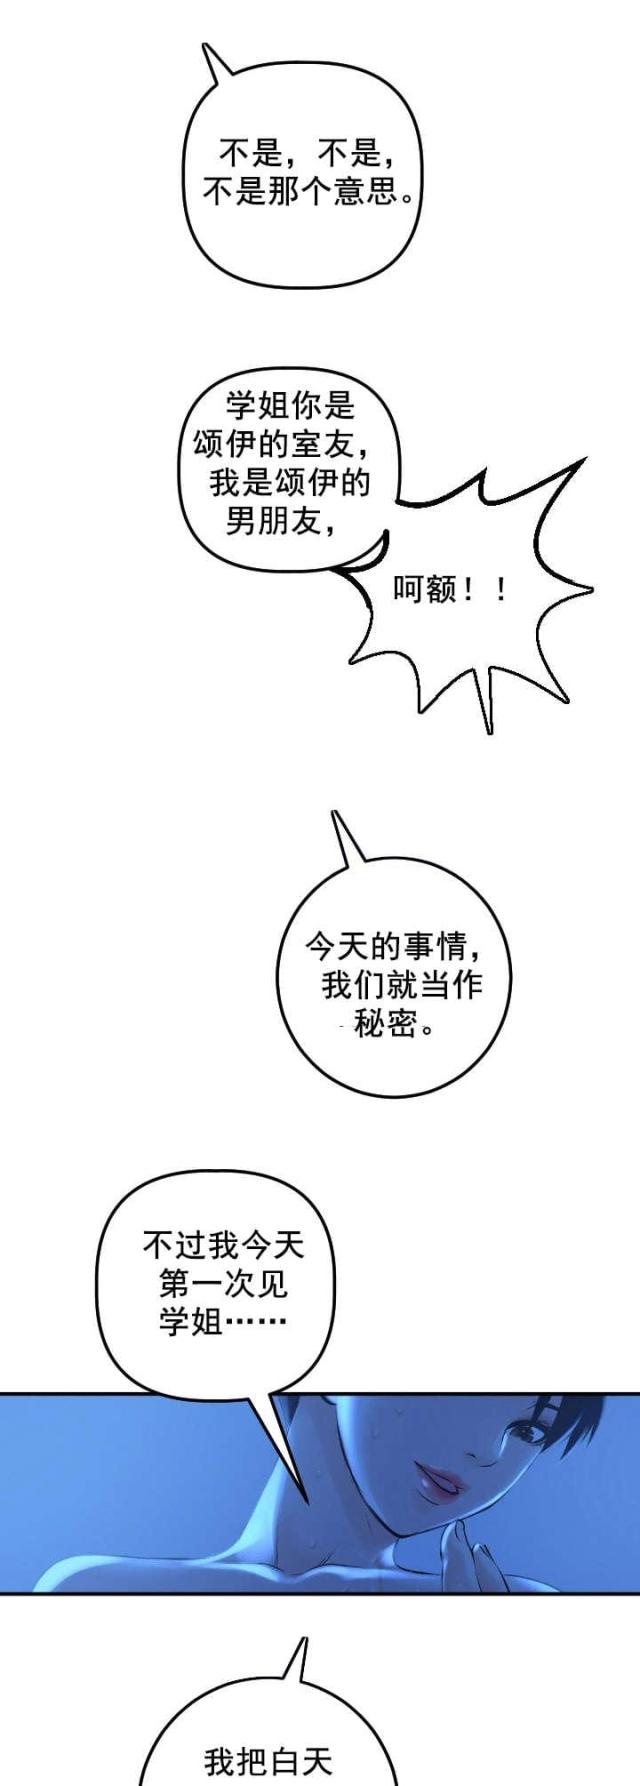 不是，不是，
不是那个意思。
学姐你是
颂伊的室友，
我是颂伊的
男朋友，
呵额！！
今天的事情，
我们就当作
秘密。
不过我今天
第一次见
学姐……
我把白天